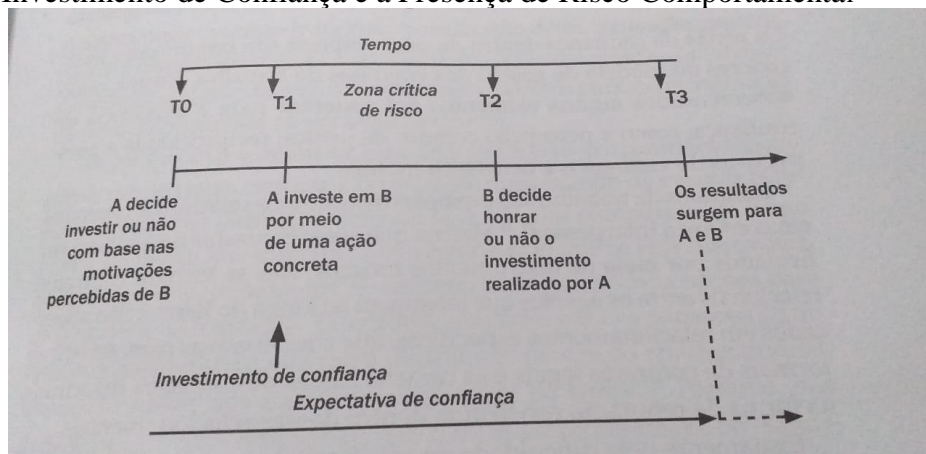 Investimento de Confiança e a Presença de Risco Comportamental
Tempo
T0
T1
Zona crítica
de risco
T2
T3
A decide
investir ou não
com base nas
motivações
percebidas de B
A investe em B
por meio
de uma ação
concreta
B decide
honrar
ou não o
investimento
realizado por A
Os resultados
surgem para
A e B
Investimento de confiança
Expectativa de confiança